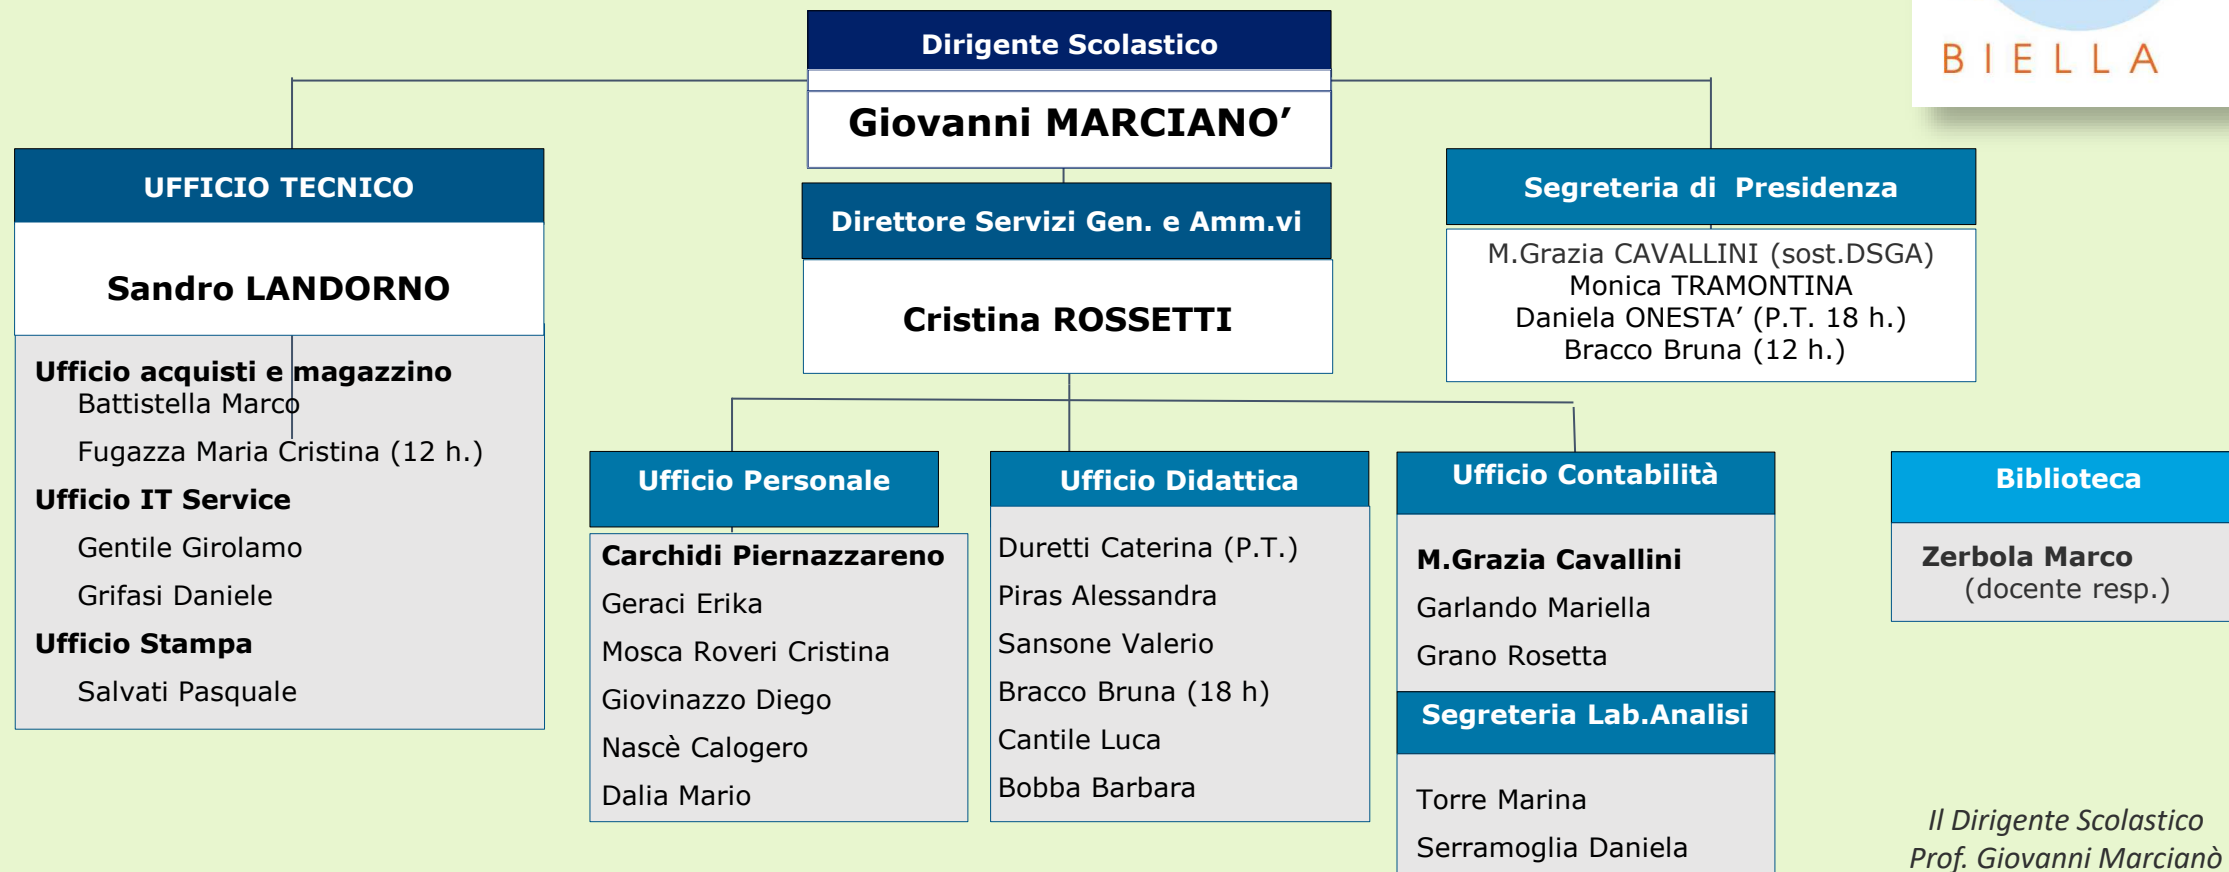 BIELLA
Dirigente Scolastico
Giovanni MARCIANO’
UFFICIO TECNICO
Sandro LANDORNO
Ufficio acquisti e magazzino
Battistella Marco
Fugazza Maria Cristina (12 h.)
Ufficio IT Service
Gentile Girolamo
Grifasi Daniele
Ufficio Stampa
Salvati Pasquale
Direttore Servizi Gen. e Amm.vi
Cristina ROSSETTI
Segreteria di Presidenza
M.Grazia CAVALLINI (sost.DSGA)
Monica TRAMONTINA
Daniela ONESTA’ (P.T. 18 h.)
Bracco Bruna (12 h.)
Ufficio Personale
Carchidi Piernazzareno
Geraci Erika
Mosca Roveri Cristina
Giovinazzo Diego
Nascè Calogero
Dalia Mario
Ufficio Didattica
Duretti Caterina (P.T.)
Piras Alessandra
Sansone Valerio
Bracco Bruna (18 h)
Cantile Luca
Bobba Barbara
Ufficio Contabilità
M.Grazia Cavallini
Garlando Mariella
Grano Rosetta
Segreteria Lab.Analisi
Torre Marina
Serramoglia Daniela
Biblioteca
Zerbola Marco
(docente resp.)
Il Dirigente Scolastico
Prof. Giovanni Marcianò